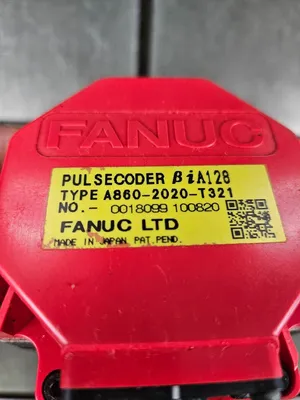 FANUC
PULSECODER βiA128
TYPE A860-2020-T321
NO.- 0018099 100820
FANUC LTD
MADE IN JAPAN PAT.PEND.